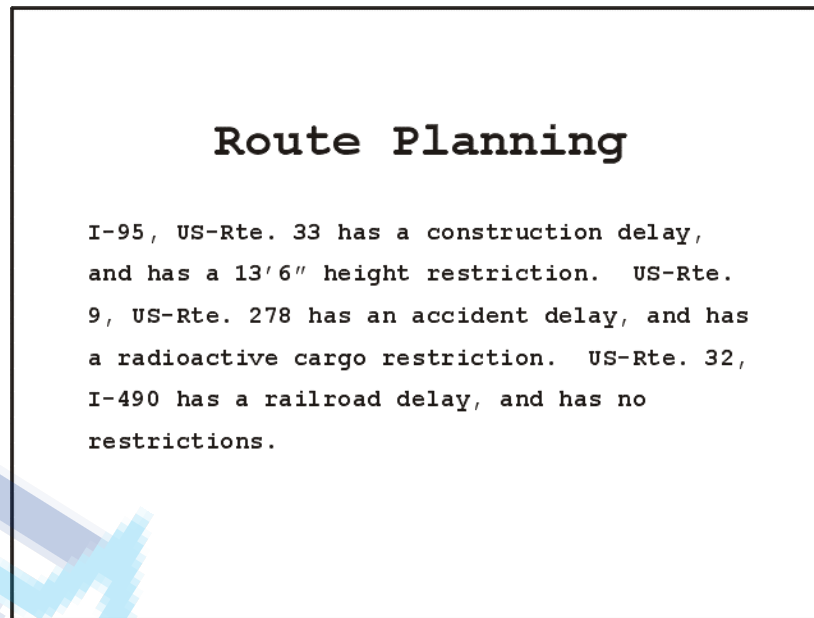 Route Planning
I-95, US-Rte. 33 has a construction delay,
and has a 13′6″ height restriction.  US-Rte.
9, US-Rte. 278 has an accident delay, and has
a radioactive cargo restriction.  US-Rte. 32,
I-490 has a railroad delay, and has no
restrictions.